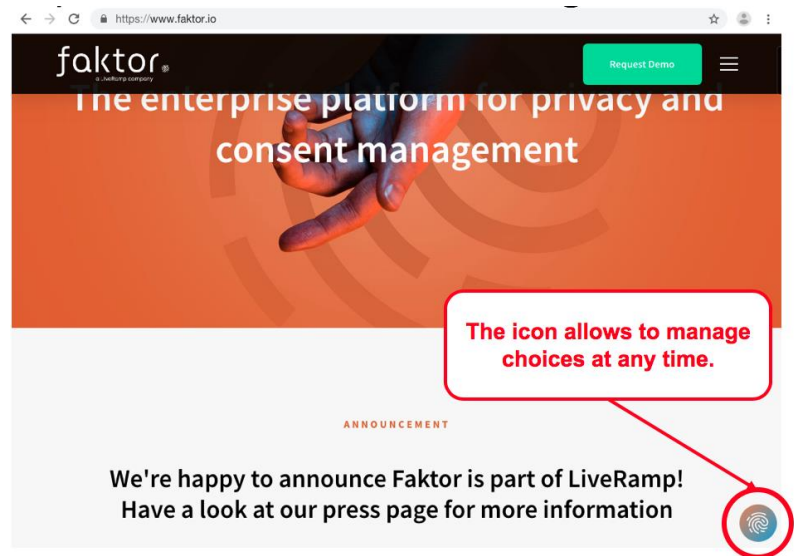 https://www.faktor.io
faktor.
a LiveRamp company
Request Demo
The enterprise platform for privacy and
consent management
The icon allows to manage
choices at any time.
ANNOUNCEMENT
We're happy to announce Faktor is part of LiveRamp!
Have a look at our press page for more information